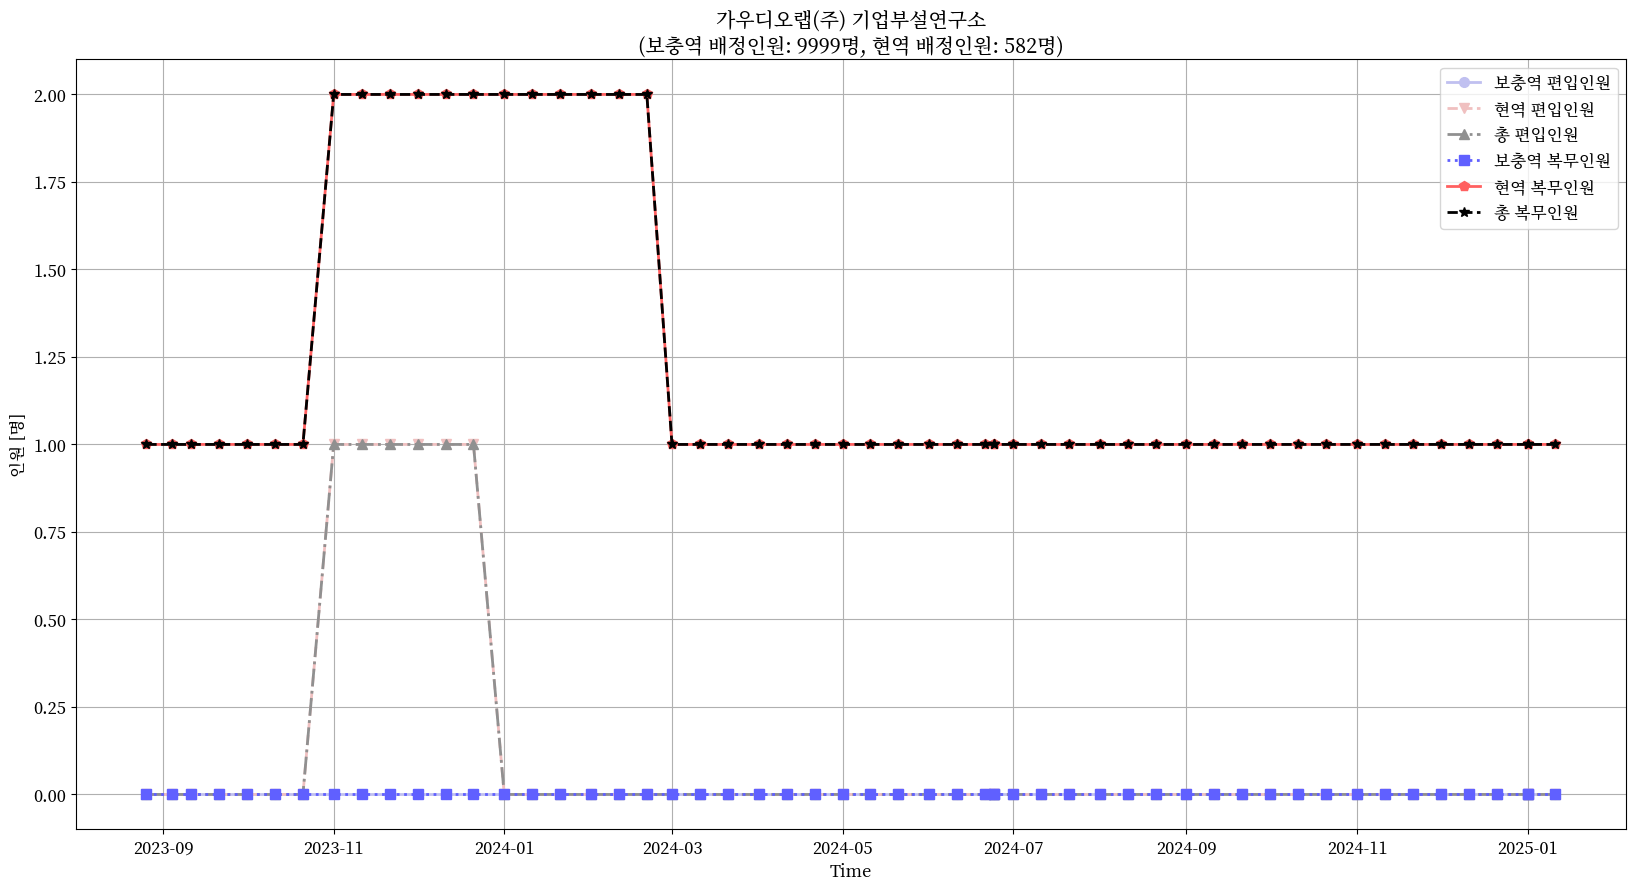 가우디오랩(주) 기업부설연구소
(보충역 배정인원: 9999명, 현역 배정인원: 582명)
보충역 편입인원
현역 편입인원
총 편입인원
보충역 복무인원
현역 복무인원
총 복무인원
인원 [명]
2.00
1.75
1.50
1.25
1.00
0.75
0.50
0.25
0.00
2023-09
2023-11
2024-01
2024-03
2024-05
2024-07
2024-09
2024-11
2025-01
Time